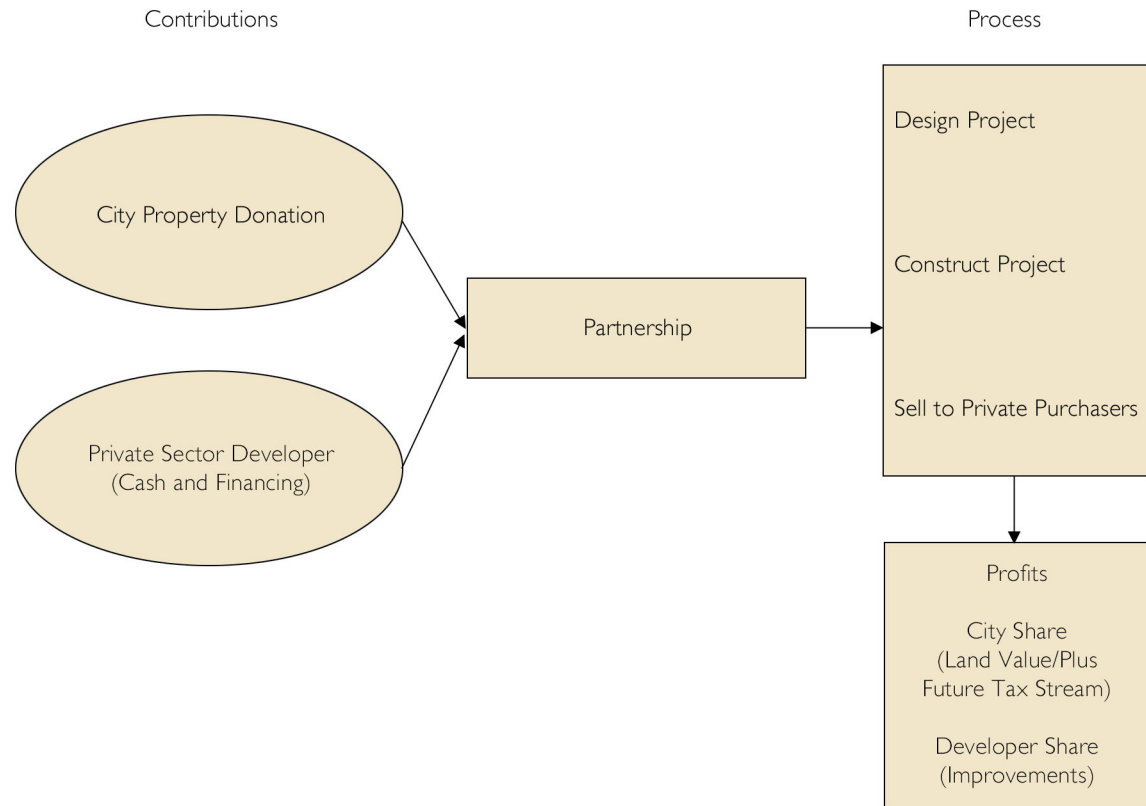 Contributions
Process
City Property Donation
Private Sector Developer
(Cash and Financing)
Partnership
Design Project
Construct Project
Sell to Private Purchasers
Profits
City Share
(Land Value/Plus
Future Tax Stream)
Developer Share
(Improvements)